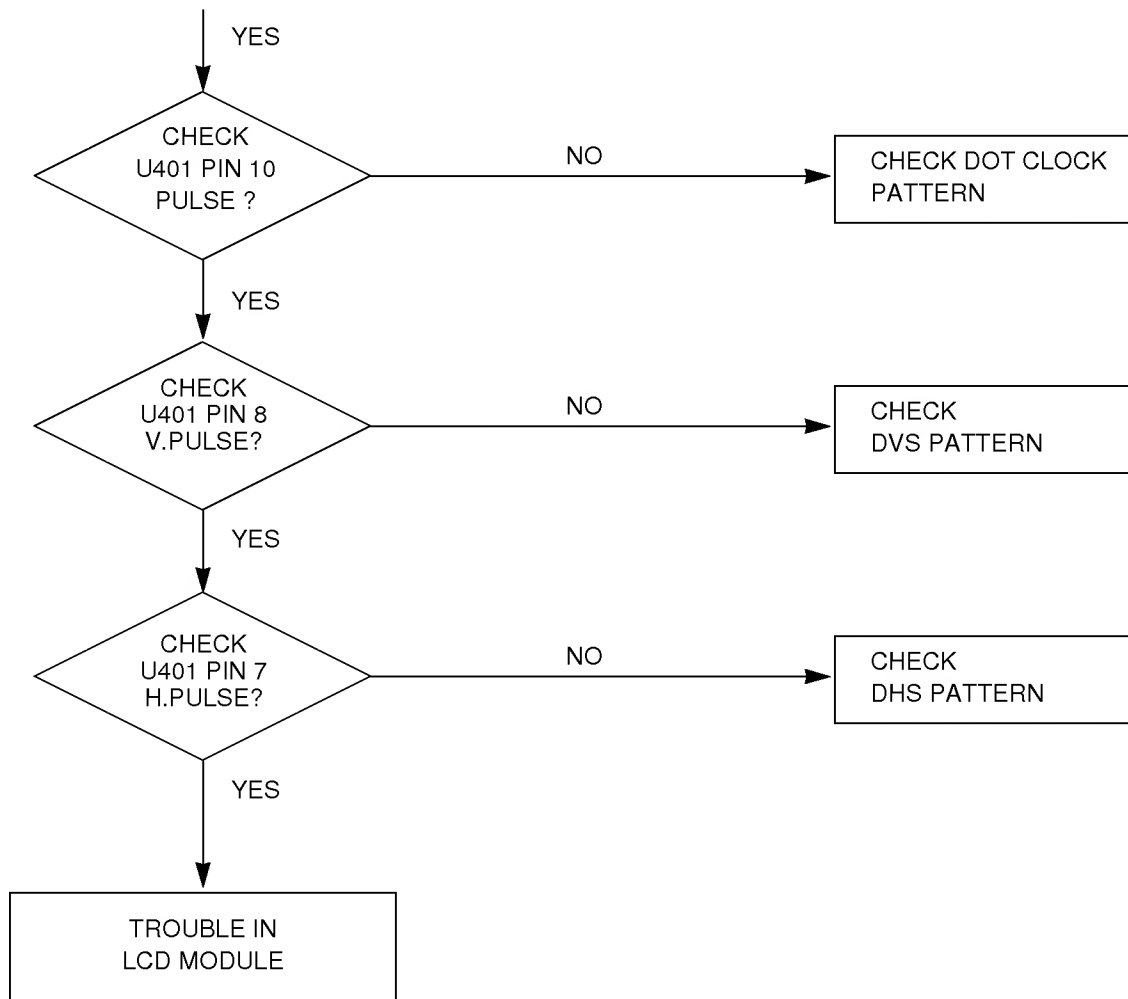 YES
CHECK
U401 PIN 10
PULSE ?
NO
CHECK DOT CLOCK
PATTERN
YES
CHECK
U401 PIN 8
V.PULSE?
NO
CHECK
DVS PATTERN
YES
CHECK
U401 PIN 7
H.PULSE?
NO
CHECK
DHS PATTERN
YES
TROUBLE IN
LCD MODULE